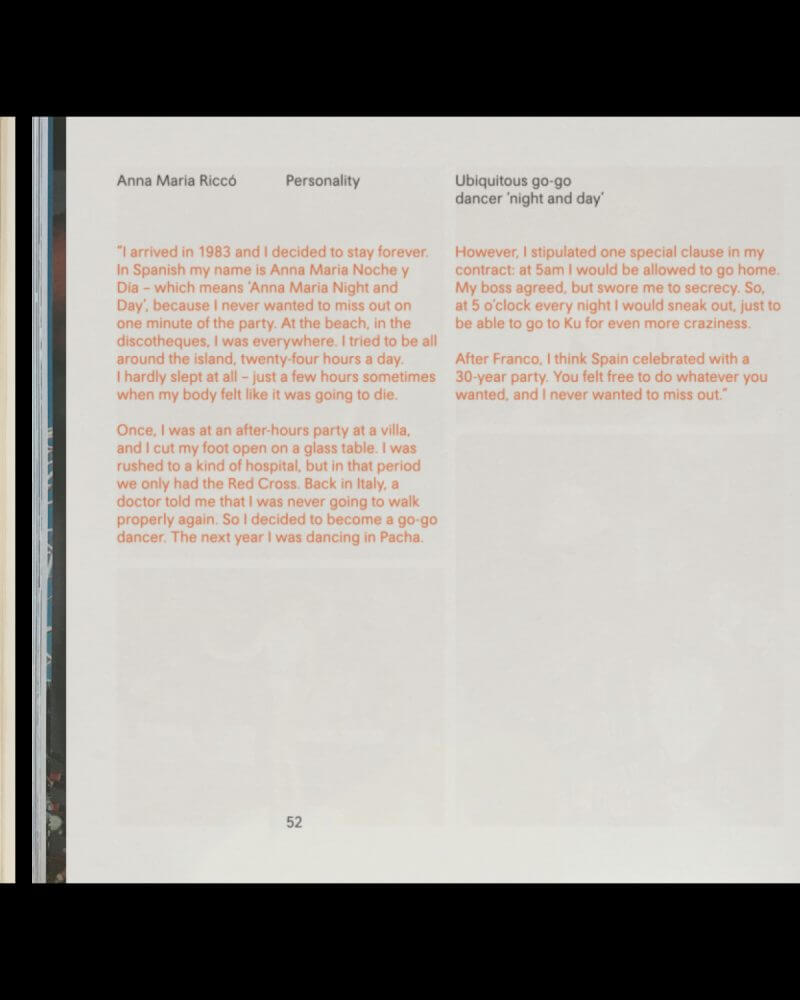 Anna Maria Riccó
Personality
Ubiquitous go-go
dancer ‘night and day’
“I arrived in 1983 and I decided to stay forever.
In Spanish my name is Anna Maria Noche y
Día – which means ‘Anna Maria Night and
Day’, because I never wanted to miss out on
one minute of the party. At the beach, in the
discotheques, I was everywhere. I tried to be all
around the island, twenty-four hours a day.
I hardly slept at all – just a few hours sometimes
when my body felt like it was going to die.
Once, I was at an after-hours party at a villa,
and I cut my foot open on a glass table. I was
rushed to a kind of hospital, but in that period
we only had the Red Cross. Back in Italy, a
doctor told me that I was never going to walk
properly again. So I decided to become a go-go
dancer. The next year I was dancing in Pacha.
However, I stipulated one special clause in my
contract: at 5am I would be allowed to go home.
My boss agreed, but swore me to secrecy. So,
at 5 o’clock every night I would sneak out, just to
be able to go to Ku for even more craziness.
After Franco, I think Spain celebrated with a
30-year party. You felt free to do whatever you
wanted, and I never wanted to miss out.”
52